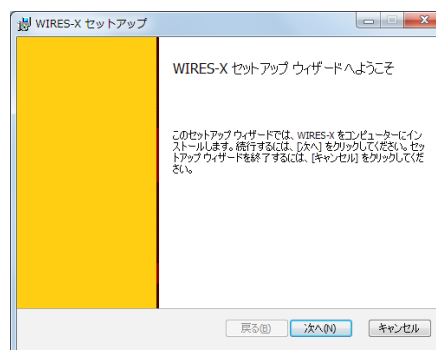 WIRES-X セットアップ
WIRES-X セットアップ ウィザードへようこそ
このセットアップ ウィザードでは、WIRES-X をコンピューターにイン
ストールします。続行するには、[次へ] をクリックしてください。セッ
トアップ ウィザードを終了するには、[キャンセル] をクリックしてくだ
さい。
戻る(B) 次へ(N) キャンセル